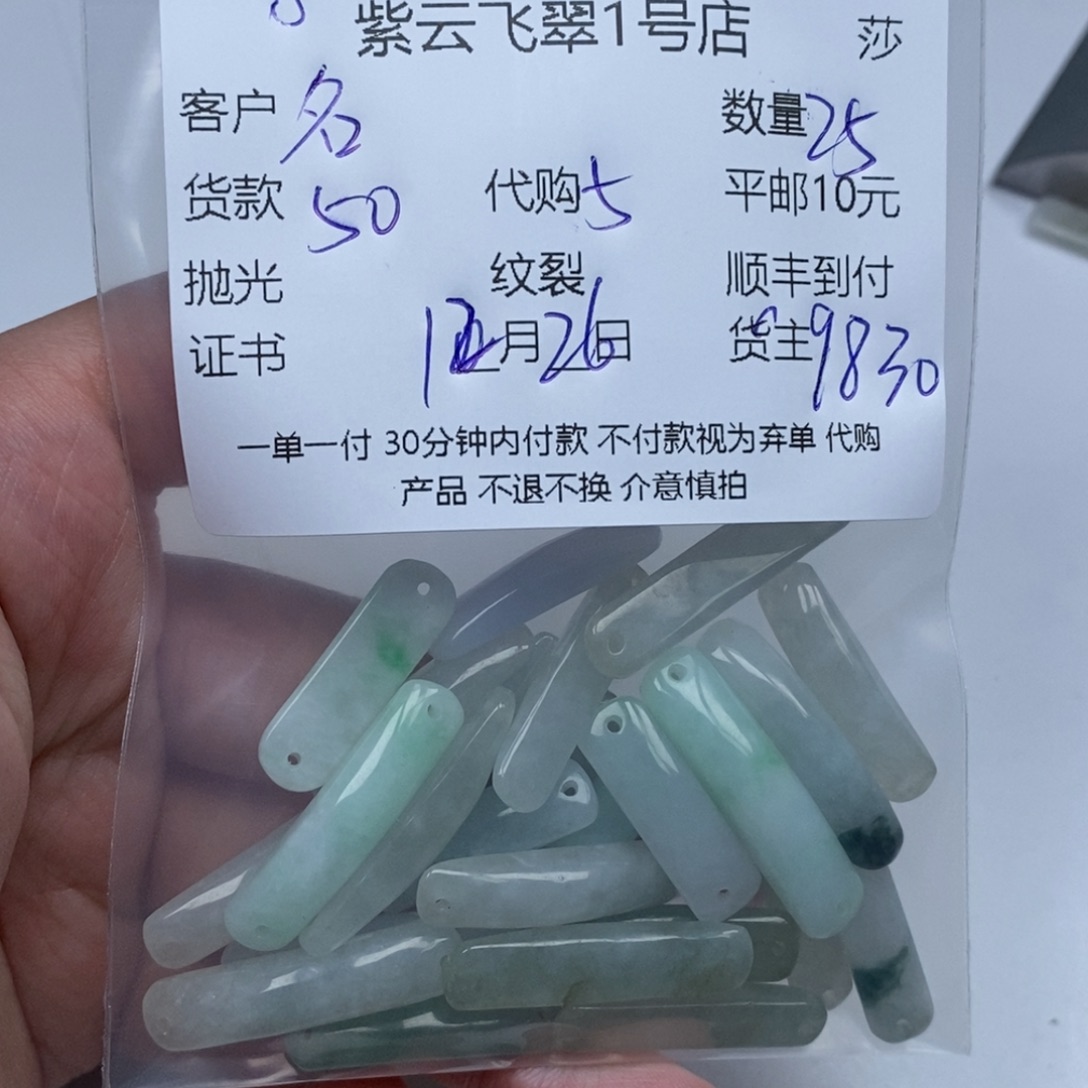 紫云飞翠1号店 莎
客户 名 数量 25
货款 50 代购 5 平邮10元
抛光 纹裂 顺丰到付
证书 12月26日 货主 9830
一单一付 30分钟内付款 不付款视为弃单 代购
产品 不退不换 介意慎拍